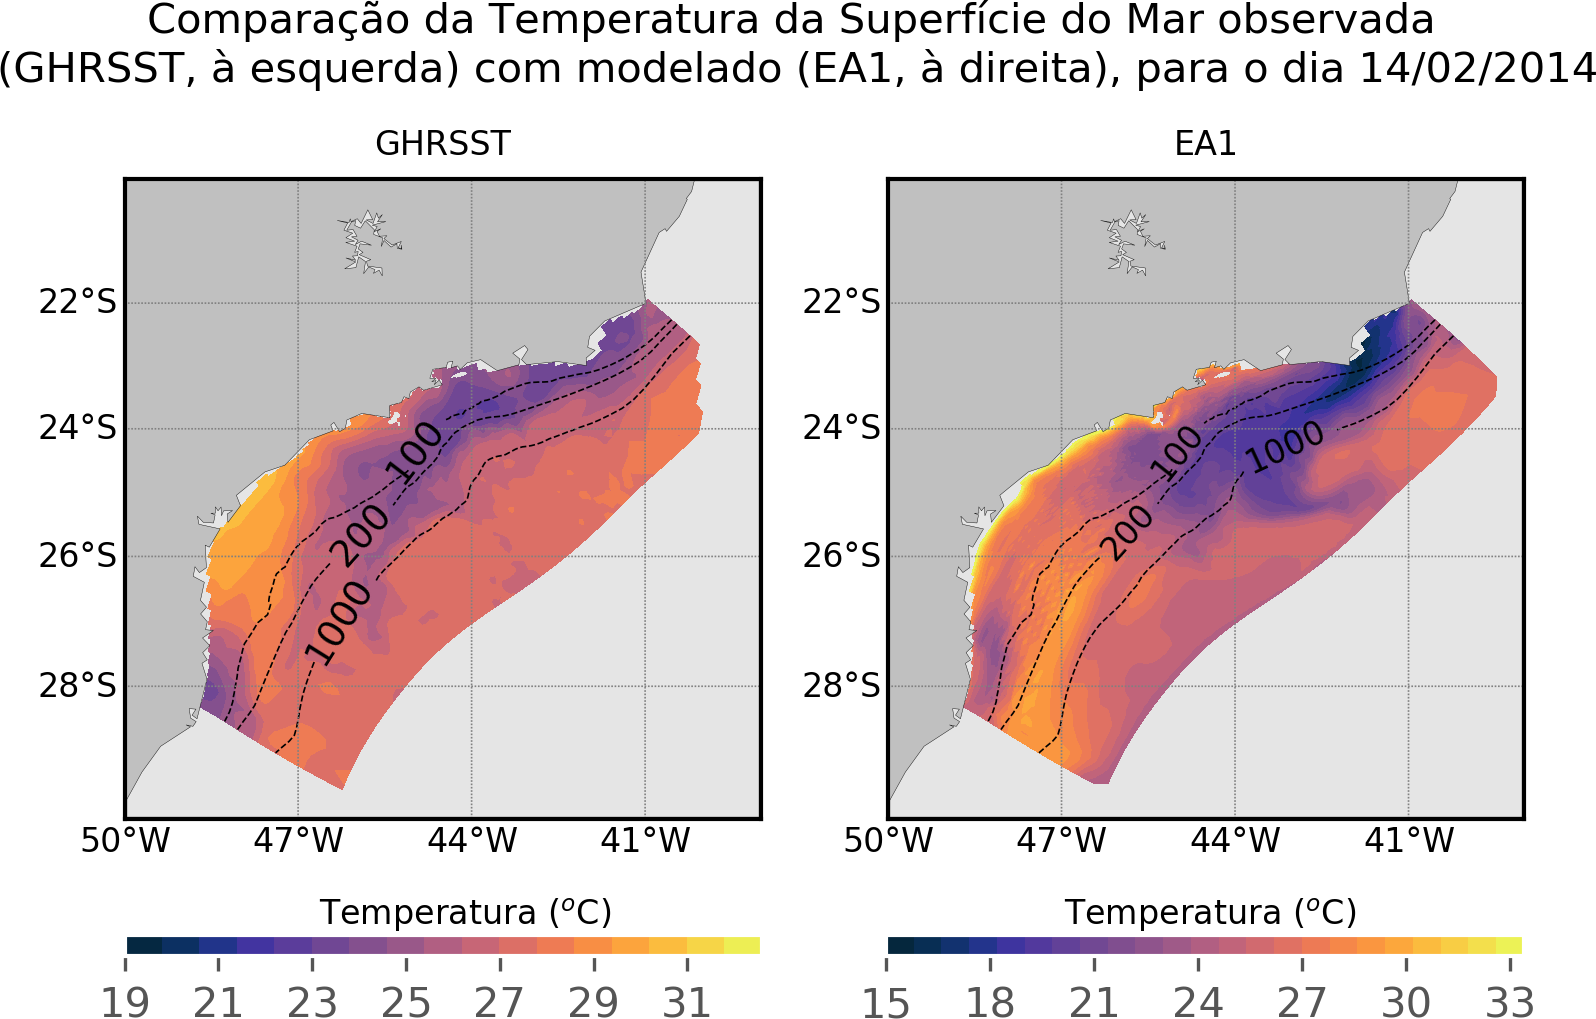 Comparação da Temperatura da Superfície do Mar observada
(GHRSST, à esquerda) com modelado (EA1, à direita), para o dia 14/02/2014
GHRSST
22°S
24°S
26°S
28°S
100
200
1000
50°W 47°W 44°W 41°W
Temperatura (°C)
19 21 23 25 27 29 31
EA1
22°S
24°S
26°S
28°S
100
1000
200
50°W 47°W 44°W 41°W
Temperatura (°C)
15 18 21 24 27 30 33